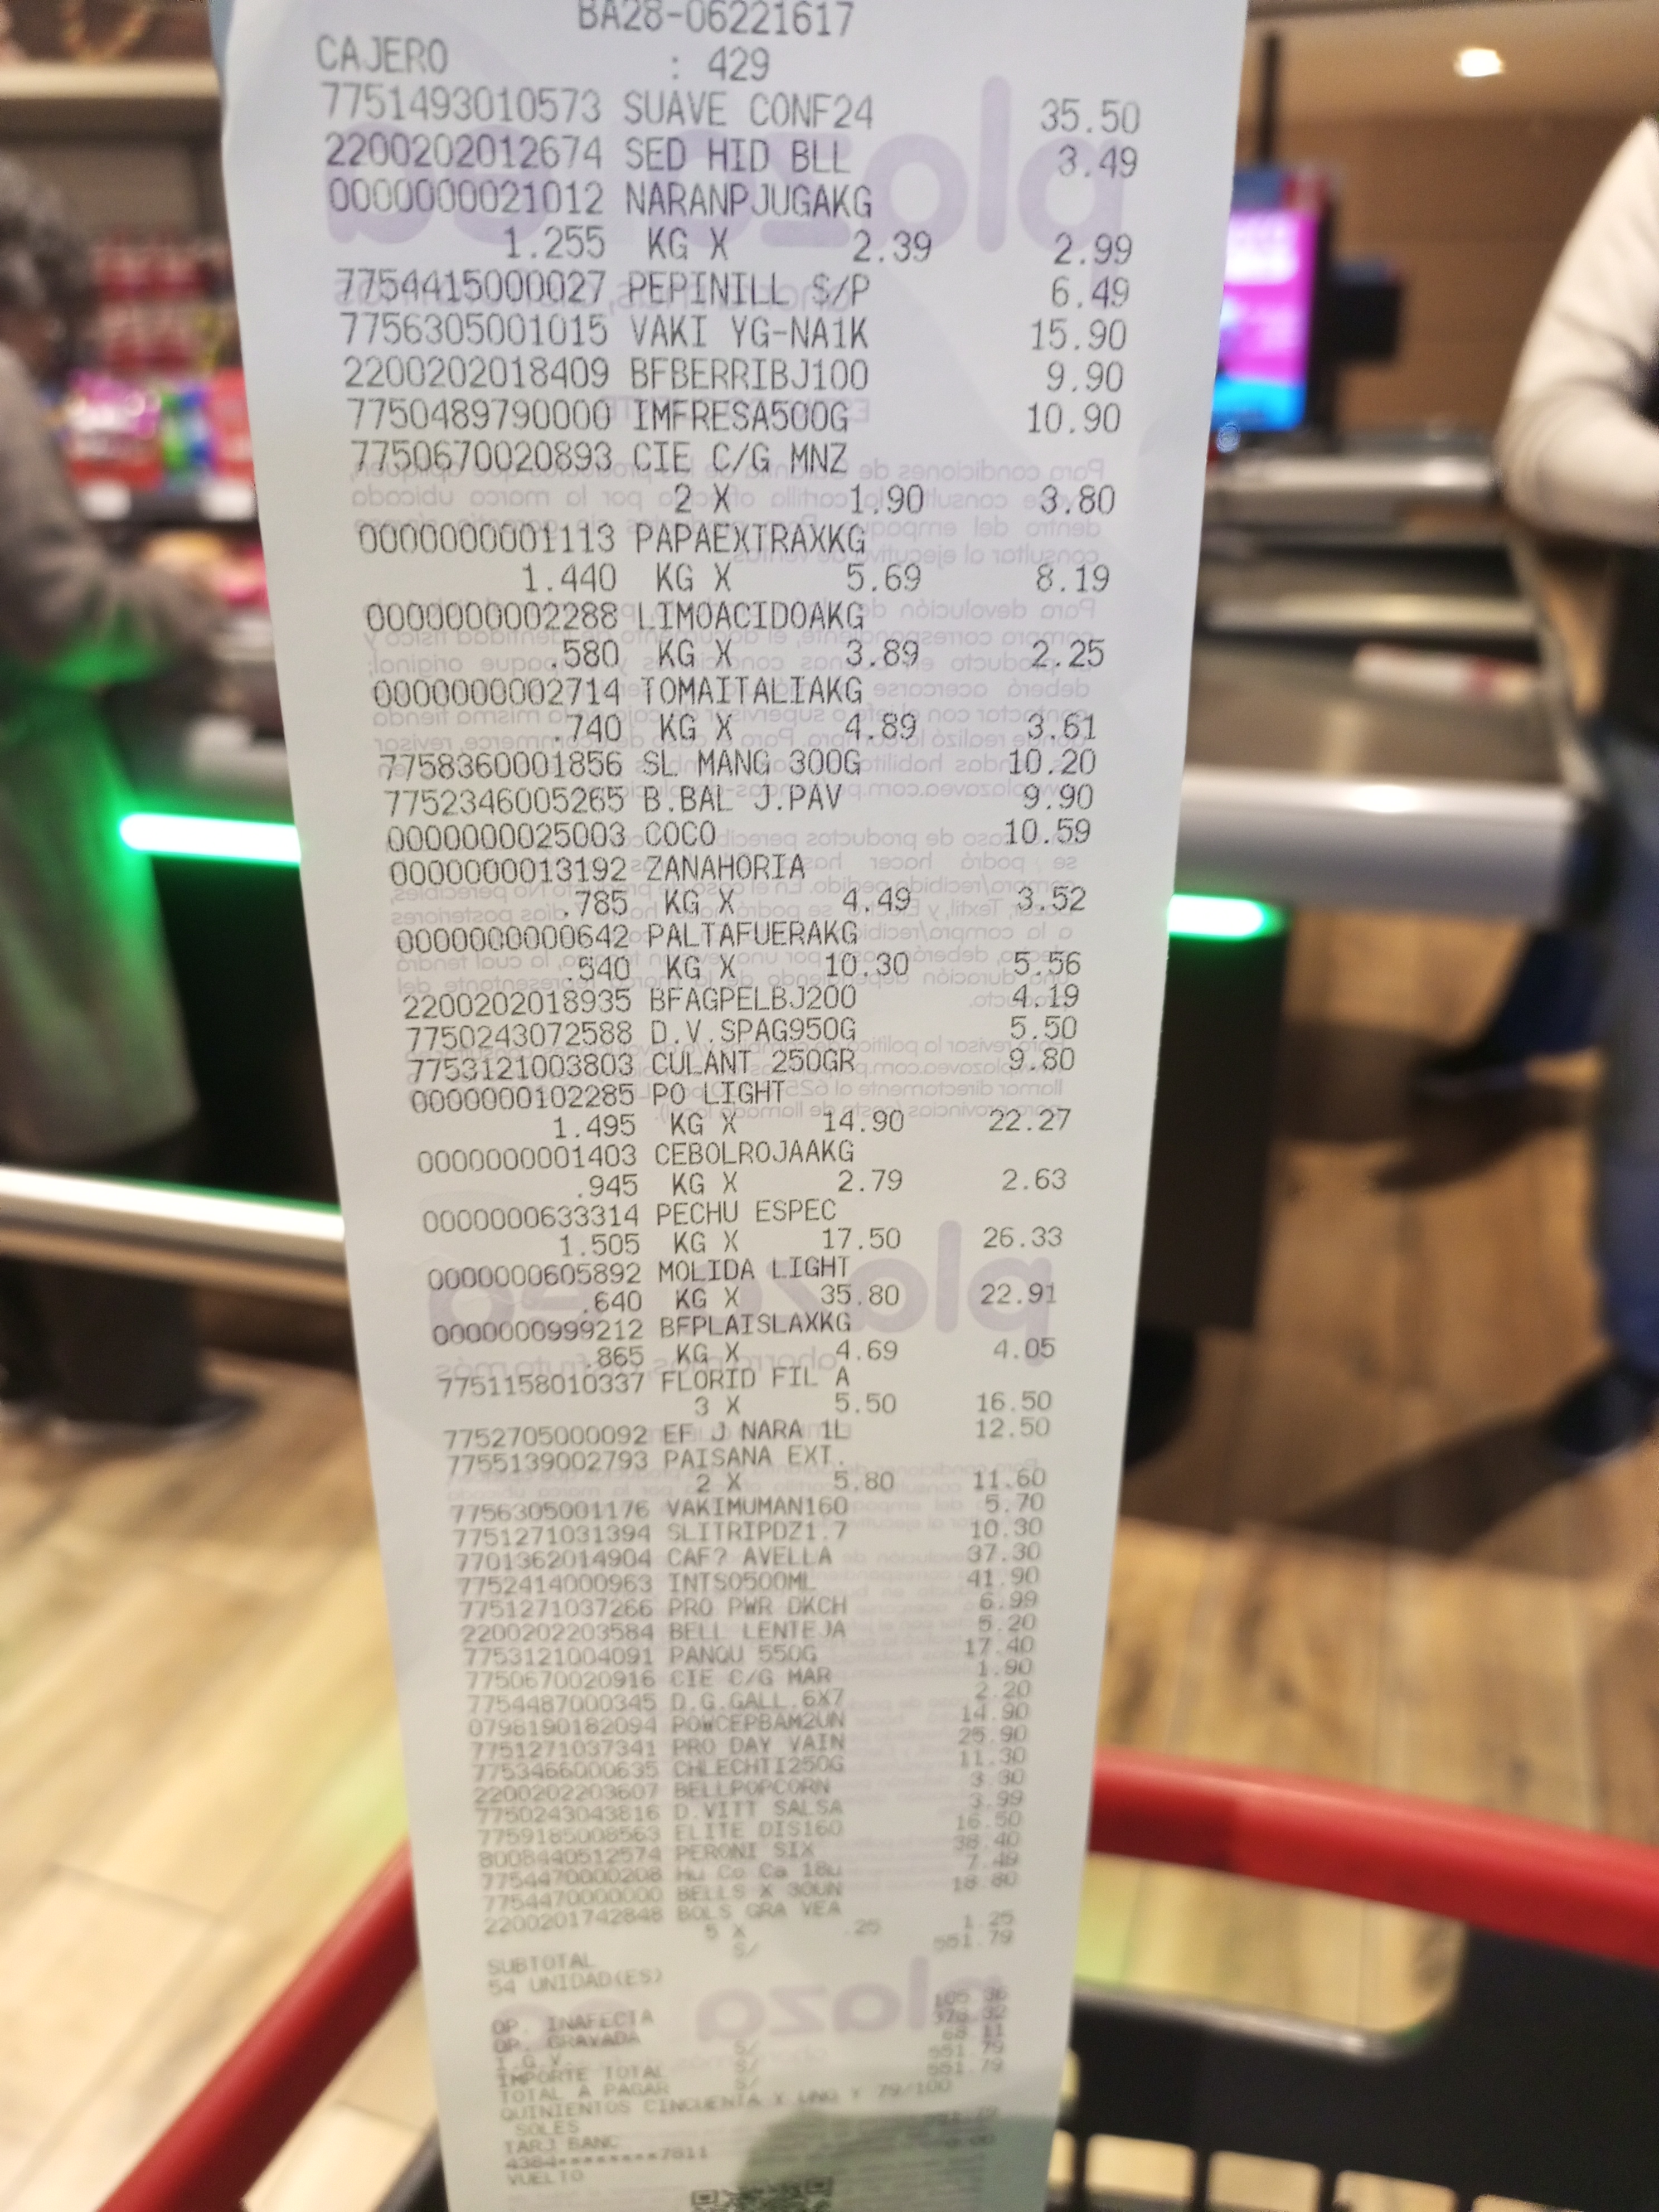 BA28-06221617
CAJERO : 429
7751493010573 SUAVE CONF24 35.50
2200202012674 SED HID BLL 3.49
0000000021012 NARANPJUGAKG
1.255 KG X 2.39 2.99
7754415000027 PEPINILL S/P 6.49
7756305001015 VAKI YG-NA1K 15.90
2200202018409 BFBERRIBJ100 9.90
7750489790000 IMFRESA500G 10.90
7750670020893 CIE C/G MNZ
2 X 1.90 3.80
0000000001113 PAPAEXTRAXKG
1.440 KG X 5.69 8.19
0000000002288 LIMOACIDOAKG
.580 KG X 3.89 2.25
0000000002714 TOMAITALIAKG
.740 KG X 4.89 3.61
7758360001856 SL MANG 300G 10.20
7752346005265 B.BAL J.PAV 9.90
0000000025003 COCO 10.59
0000000013192 ZANAHORIA
.785 KG X 4.49 3.52
0000000000642 PALTAFUERAKG
.540 KG X 10.30 5.56
2200202018935 BFAGPELBJ200 4.19
7750243072588 D.V.SPAG950G 5.50
7753121003803 CULANT 250GR 9.80
0000000102285 PO LIGHT
1.495 KG X 14.90 22.27
0000000001403 CEBOLROJAAKG
.945 KG X 2.79 2.63
0000000633314 PECHU ESPEC
1.505 KG X 17.50 26.33
0000000605892 MOLIDA LIGHT
.640 KG X 35.80 22.91
0000000999212 BFPLAISLAXKG
.865 KG X 4.69 4.05
7751158010337 FLORID FIL A
3 X 5.50 16.50
7752705000092 EF J NARA 1L 12.50
7755139002793 PAISANA EXT.
2 X 5.80 11.60
7756305001176 VAKIMUMAN160 5.70
7751271031394 SLITRIPDZ1.7 10.30
7701362014904 CAF? AVELLA 37.30
7752414000963 INTSO500ML 41.90
7751271037266 PRO PWR DKCH 6.99
2200202203584 BELL LENTEJA 5.20
7753121004091 PANQU 550G 17.40
7750670020916 CIE C/G MAR 1.90
7754487000345 D.G.GALL.6X7 2.20
0798190182094 POWCEPBAM2UN 14.90
7751271037341 PRO DAY VAIN 25.90
7753466000635 CHLECHTI250G 11.30
2200202203607 BELLPOPCORN 3.30
7750243043816 D.VITT SALSA 3.99
7759185008563 ELITE DIS160 16.50
8008440512574 PERONI SIX 38.40
7754470000208 Hu Co Ca 18u 7.49
7754470000000 BELLS X 30UN 18.80
2200201742848 BOLS GRA VEA
5 X .25 1.25
SUBTOTAL S/ 551.79
54 UNIDAD(ES)
OP. INAFECTA 105.36
OP. GRAVADA 378.32
I.G.V. S/ 68.11
IMPORTE TOTAL S/ 551.79
TOTAL A PAGAR S/ 551.79
QUINIENTOS CINCUENTA Y UNO Y 79/100
SOLES
TARJ BANC
VUELTO